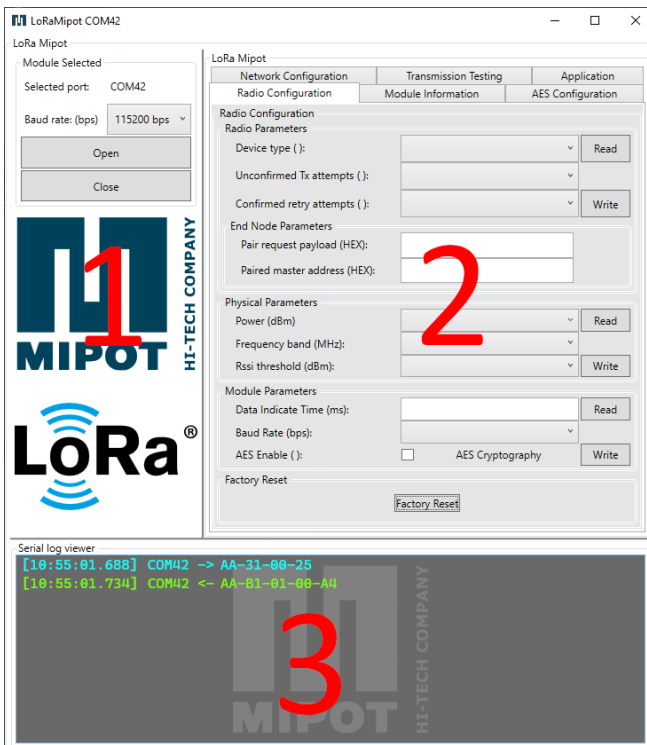 LoRaMipot COM42
LoRa Mipot
Module Selected
Selected port: COM42
Baud rate: (bps) 115200 bps
Open
Close
MIPOT
HI-TECH COMPANY
1
LoRa®
LoRa Mipot
Network Configuration Transmission Testing Application
Radio Configuration Module Information AES Configuration
Radio Configuration
Radio Parameters
Device type ( ): Read
Unconfirmed Tx attempts ( ):
Confirmed retry attempts ( ): Write
End Node Parameters
Pair request payload (HEX):
Paired master address (HEX):
2
Physical Parameters
Power (dBm) Read
Frequency band (MHz):
Rssi threshold (dBm): Write
Module Parameters
Data Indicate Time (ms): Read
Baud Rate (bps):
AES Enable ( ): AES Cryptography Write
Factory Reset
Factory Reset
Serial log viewer
[10:55:01.688] COM42 -> AA-31-00-25
[10:55:01.734] COM42 <- AA-B1-01-00-A4
3
MIPOT
HI-TECH COMPANY